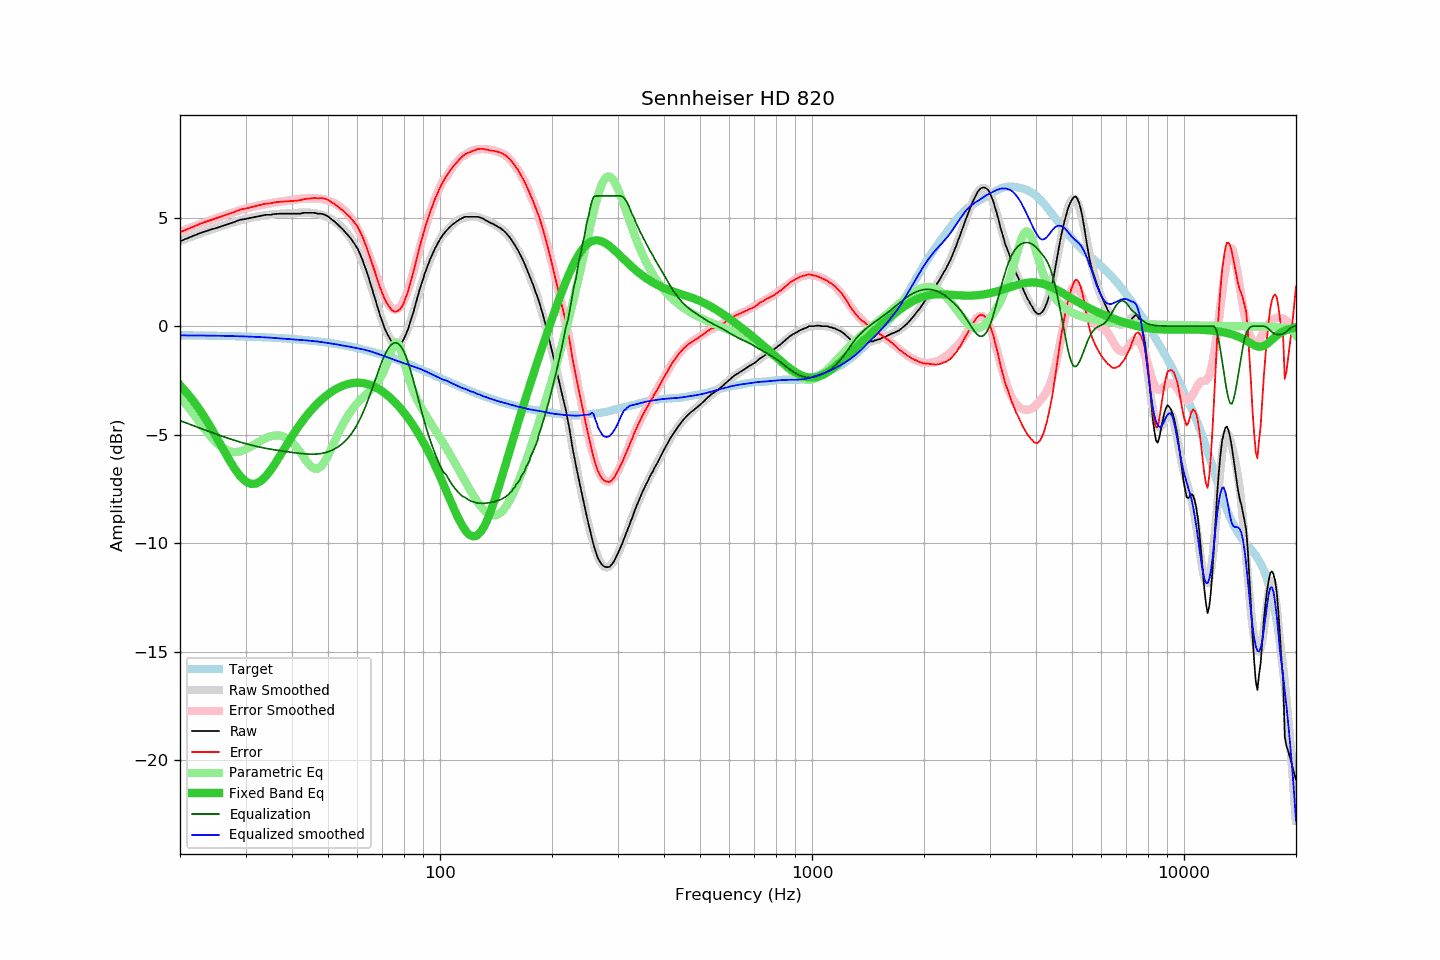 Sennheiser HD 820
Amplitude (dBr)
5
0
−5
−10
−15
−20
Target
Raw Smoothed
Error Smoothed
Raw
Error
Parametric Eq
Fixed Band Eq
Equalization
Equalized smoothed
100
1000
10000
Frequency (Hz)